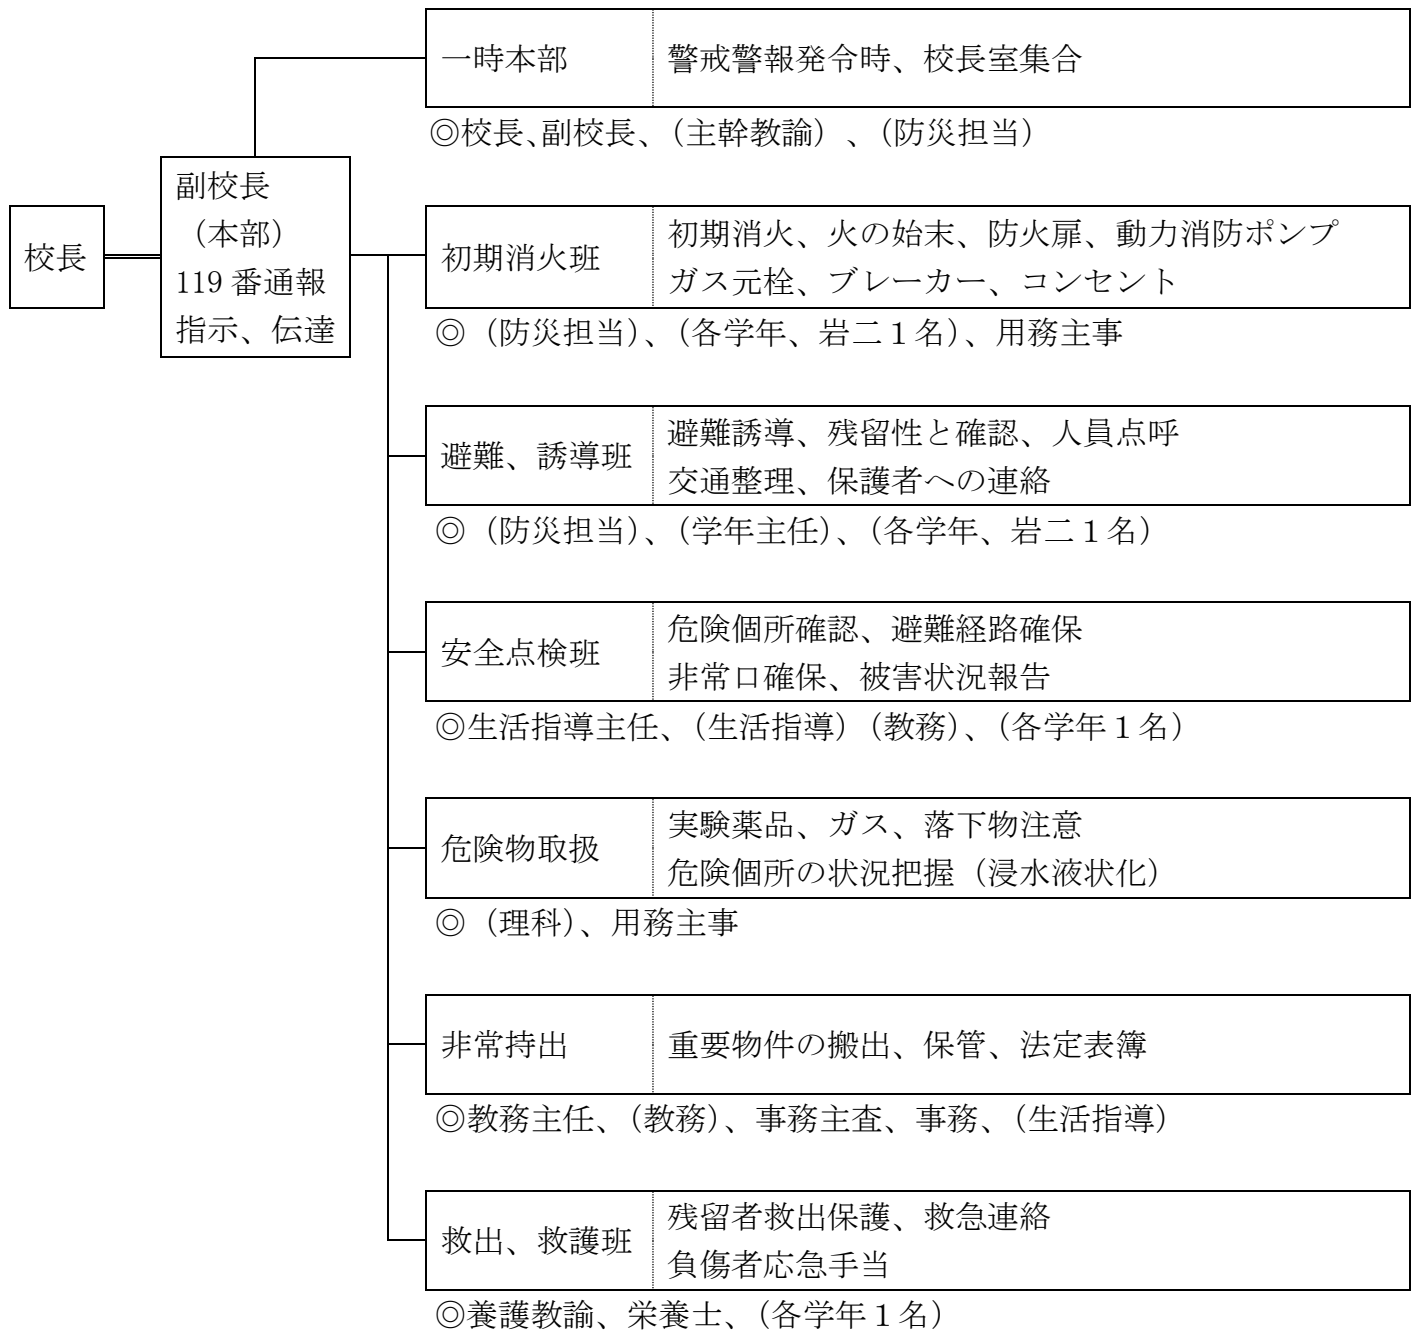 一時本部
警戒警報発令時、校長室集合
◎校長、副校長、（主幹教諭）、（防災担当）
校長
副校長
（本部）
119番通報
指示、伝達
初期消火班
初期消火、火の始末、防火扉、動力消防ポンプ
ガス元栓、ブレーカー、コンセント
◎（防災担当）、（各学年、岩二１名）、用務主事
避難、誘導班
避難誘導、残留性と確認、人員点呼
交通整理、保護者への連絡
◎（防災担当）、（学年主任）、（各学年、岩二１名）
安全点検班
危険個所確認、避難経路確保
非常口確保、被害状況報告
◎生活指導主任、（生活指導）（教務）、（各学年１名）
危険物取扱
実験薬品、ガス、落下物注意
危険個所の状況把握（浸水液状化）
◎（理科）、用務主事
非常持出
重要物件の搬出、保管、法定表簿
◎教務主任、（教務）、事務主査、事務、（生活指導）
救出、救護班
残留者救出保護、救急連絡
負傷者応急手当
◎養護教諭、栄養士、（各学年１名）